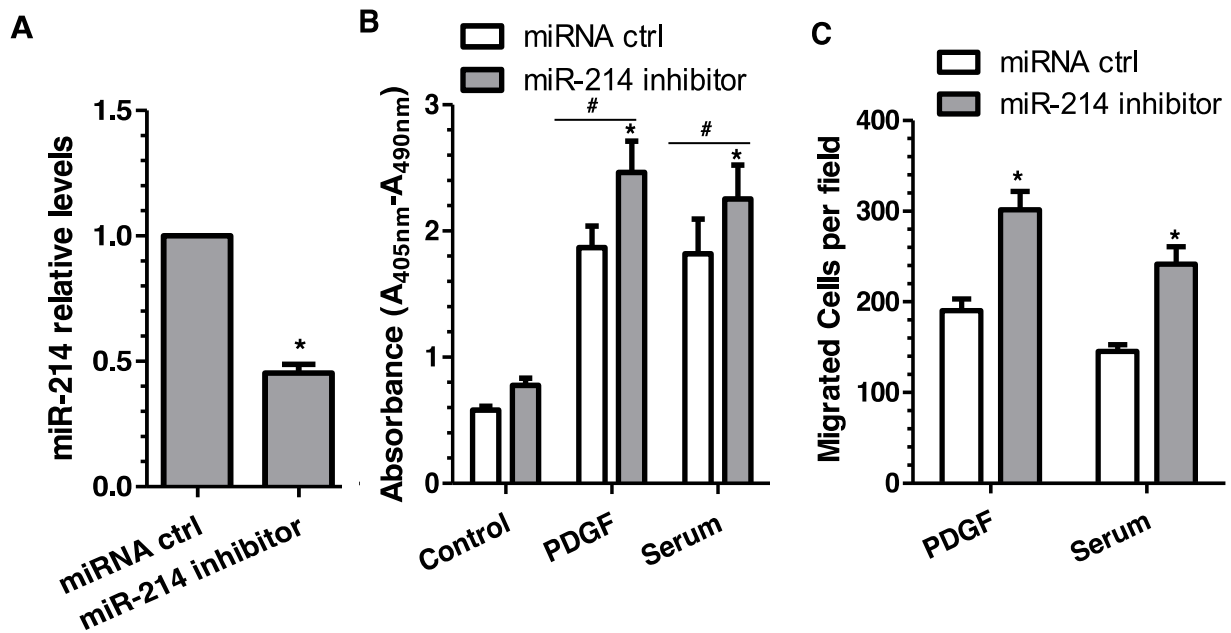 A
miR-214 relative levels
1.5
1.0
0.5
0.0
*
miRNA ctrl
miR-214 inhibitor
B
miRNA ctrl
miR-214 inhibitor
Absorbance (A405nm-A490nm)
3
2
1
0
#
*
#
*
Control
PDGF
Serum
C
miRNA ctrl
miR-214 inhibitor
Migrated Cells per field
400
300
200
100
0
*
*
PDGF
Serum